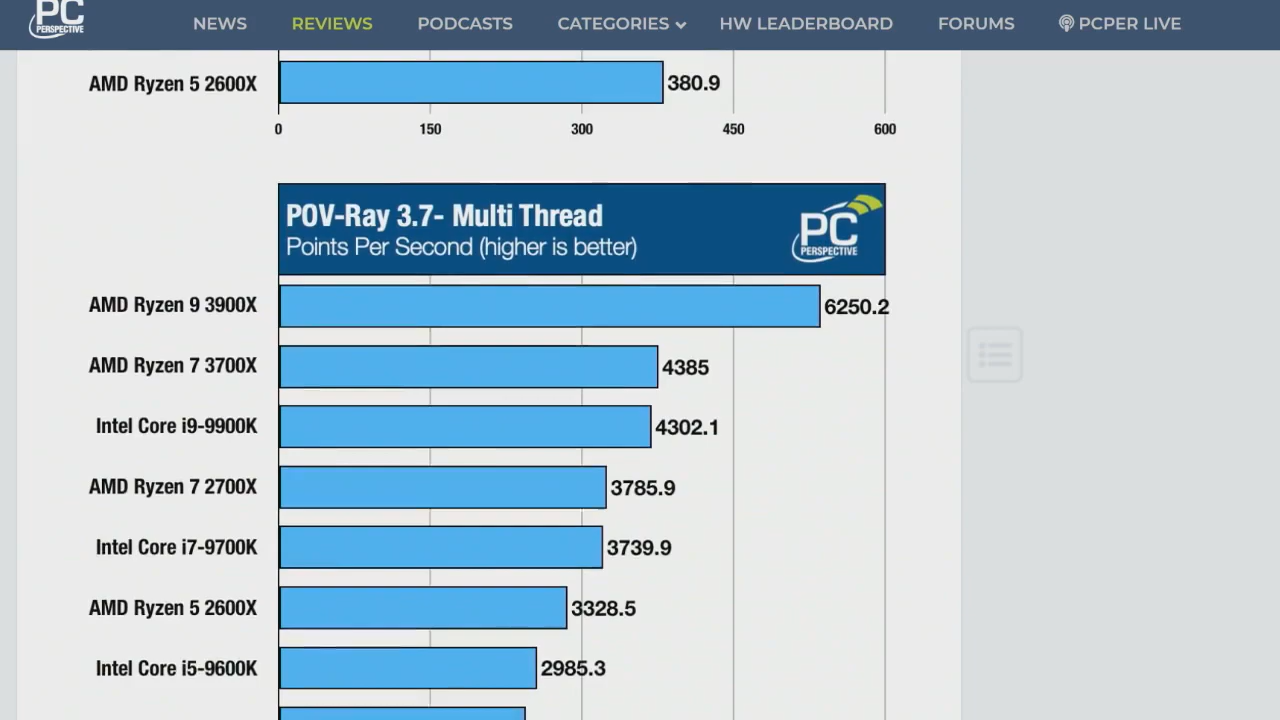 PC
PERSPECTIVE
NEWS
REVIEWS
PODCASTS
CATEGORIES
HW LEADERBOARD
FORUMS
PCPER LIVE
AMD Ryzen 5 2600X 380.9
0 150 300 450 600
POV-Ray 3.7- Multi Thread
Points Per Second (higher is better)
PC
PERSPECTIVE
AMD Ryzen 9 3900X 6250.2
AMD Ryzen 7 3700X 4385
Intel Core i9-9900K 4302.1
AMD Ryzen 7 2700X 3785.9
Intel Core i7-9700K 3739.9
AMD Ryzen 5 2600X 3328.5
Intel Core i5-9600K 2985.3